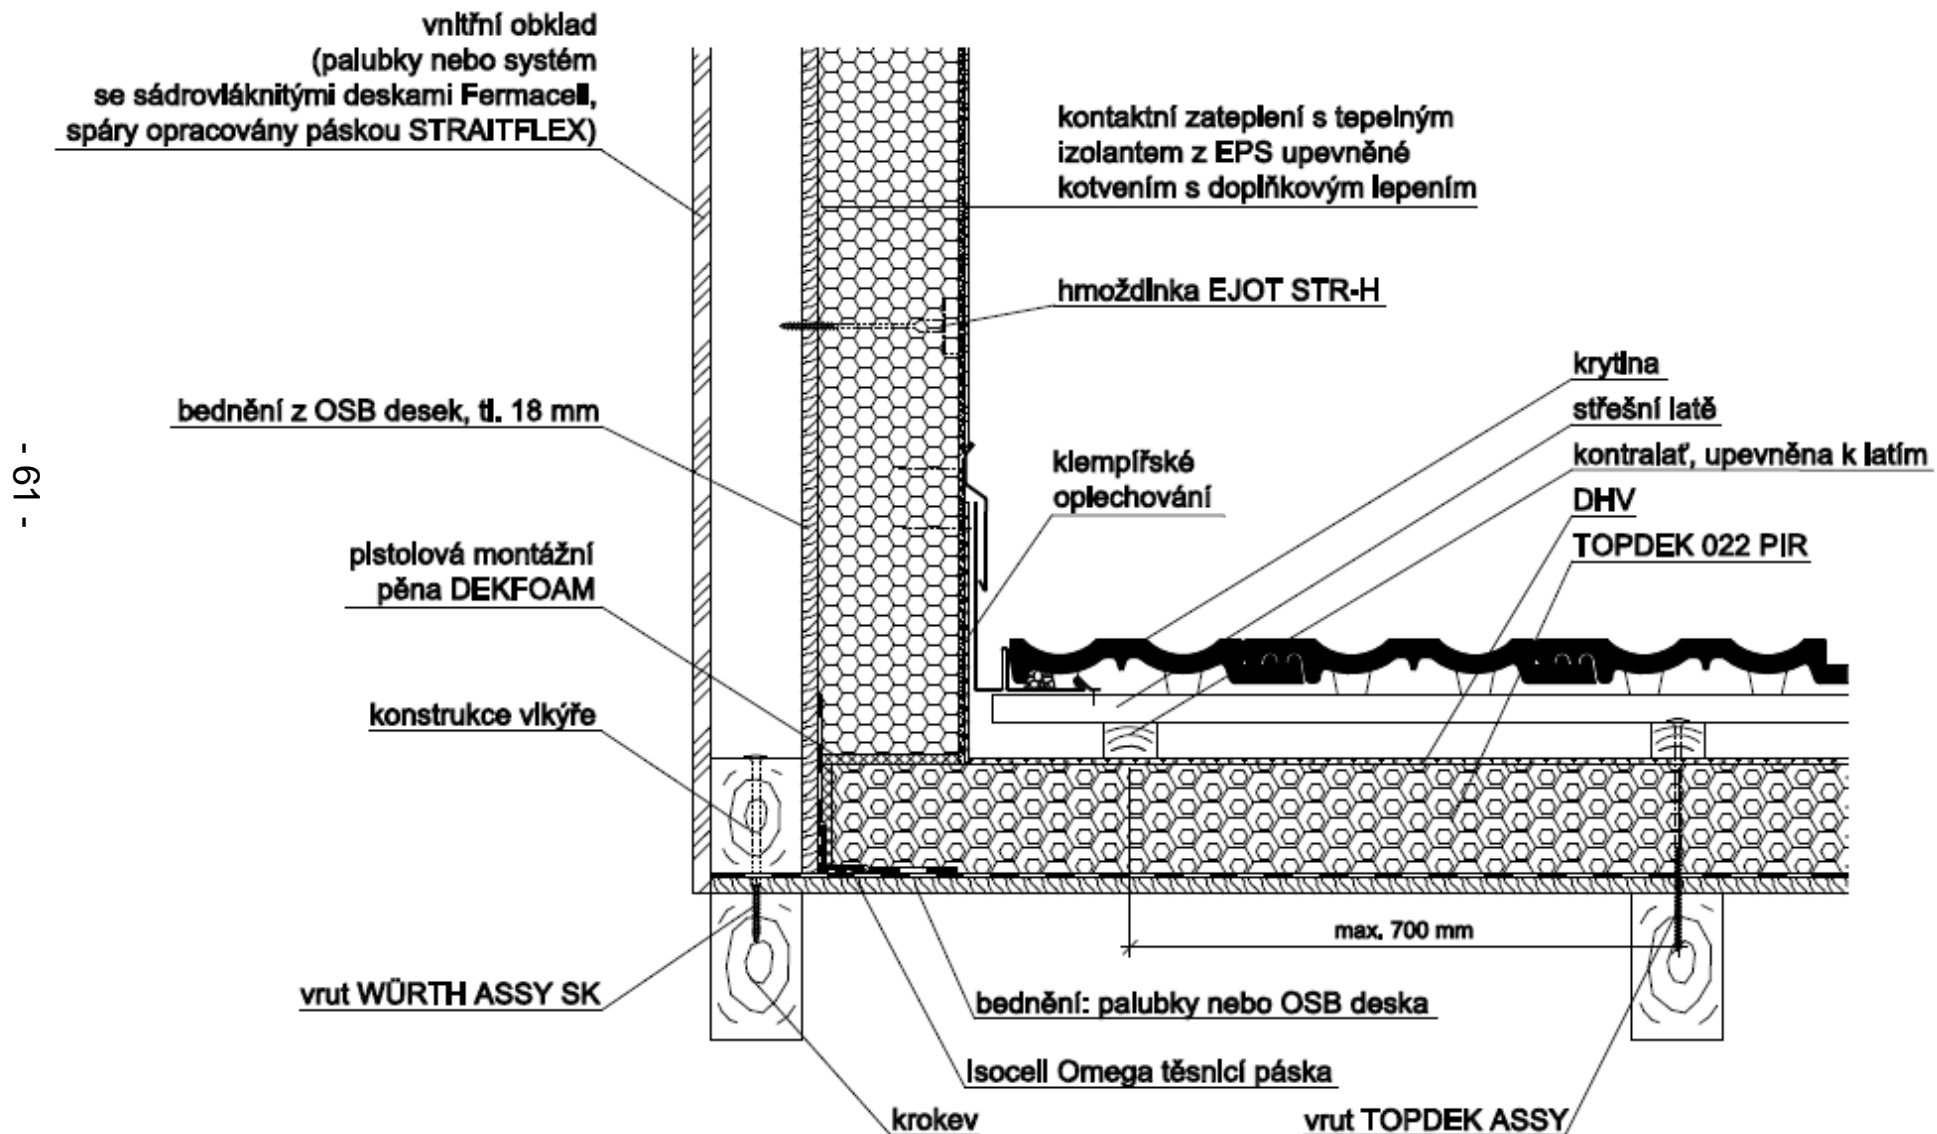 vnitřní obklad
(palubky nebo systém
se sádrovláknitými deskami Fermacell,
spáry opracovány páskou STRAITFLEX)
kontaktní zateplení s tepelným
izolantem z EPS upevněné
kotvením s doplňkovým lepením
hmoždinka EJOT STR-H
krytina
střešní latě
kontralať, upevněna k latím
DHV
TOPDEK 022 PIR
bednění z OSB desek, tl. 18 mm
klempířské
oplechování
- 61 -
pistolová montážní
pěna DEKFOAM
konstrukce vikýře
max. 700 mm
vrut WÜRTH ASSY SK
bednění: palubky nebo OSB deska
Isocell Omega těsnicí páska
krokev
vrut TOPDEK ASSY